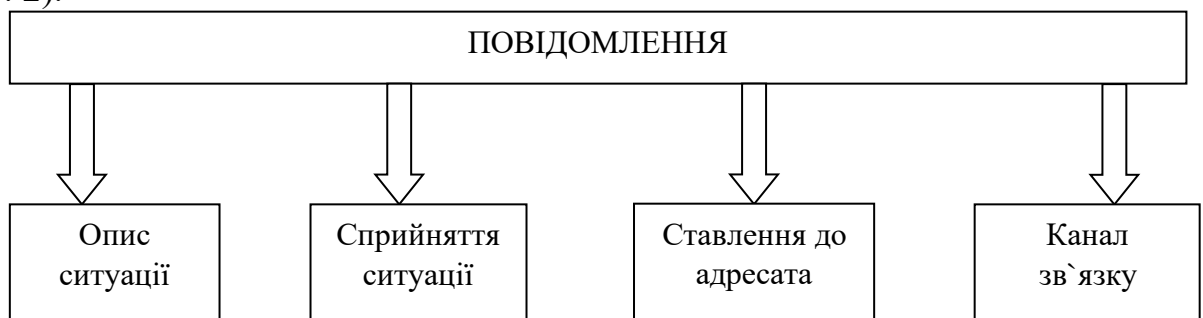 ПОВІДОМЛЕННЯ
Опис
ситуації
Сприйняття
ситуації
Ставлення до
адресата
Канал
зв`язку